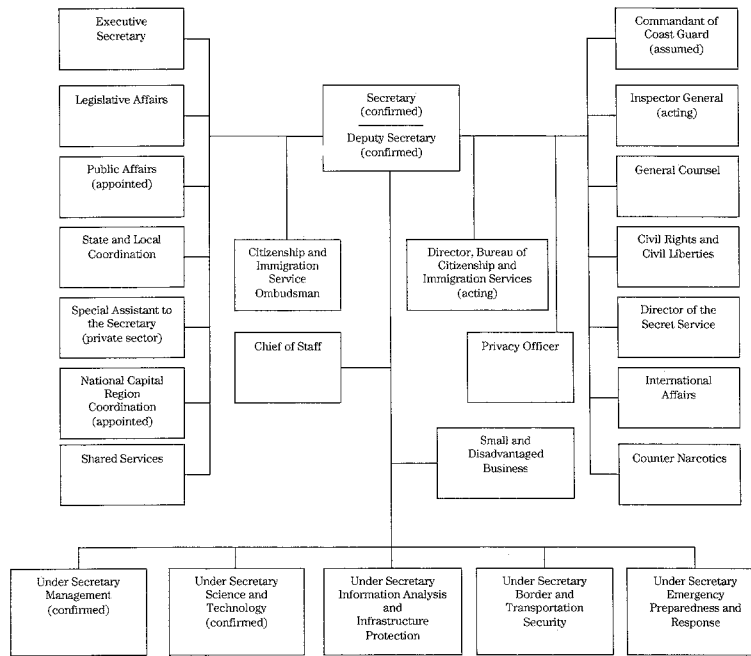 Executive
Secretary
Legislative Affairs
Public Affairs
(appointed)
State and Local
Coordination
Special Assistant to
the Secretary
(private sector)
National Capital
Region
Coordination
(appointed)
Shared Services
Secretary
(confirmed)
Deputy Secretary
(confirmed)
Citizenship and
Immigration
Service
Ombudsman
Director, Bureau of
Citizenship and
Immigration Services
(acting)
Chief of Staff
Privacy Officer
Small and
Disadvantaged
Business
Commandant of
Coast Guard
(assumed)
Inspector General
(acting)
General Counsel
Civil Rights and
Civil Liberties
Director of the
Secret Service
International
Affairs
Counter Narcotics
Under Secretary
Management
(confirmed)
Under Secretary
Science and
Technology
(confirmed)
Under Secretary
Information Analysis
and
Infrastructure
Protection
Under Secretary
Border and
Transportation
Security
Under Secretary
Emergency
Preparedness and
Response